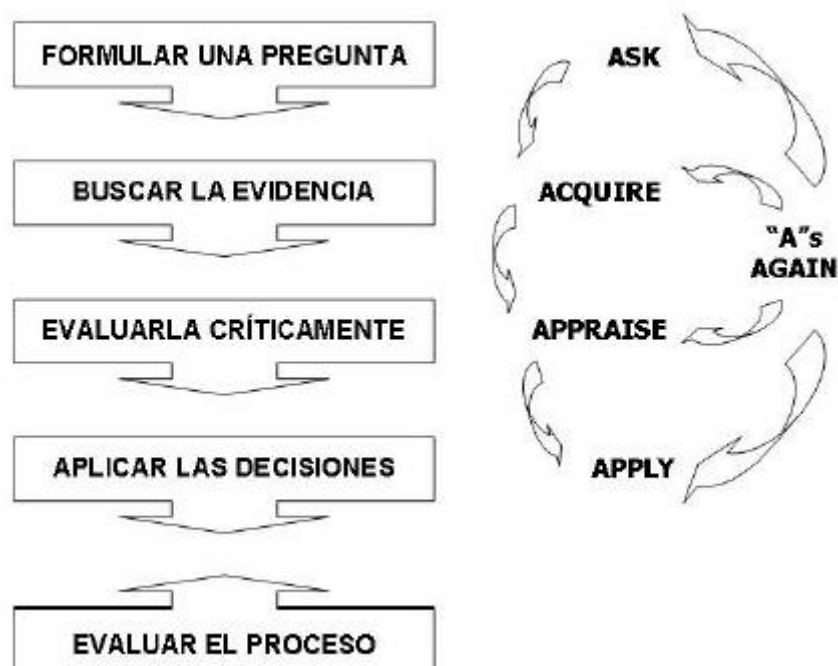 FORMULAR UNA PREGUNTA
BUSCAR LA EVIDENCIA
EVALUARLA CRÍTICAMENTE
APLICAR LAS DECISIONES
EVALUAR EL PROCESO
ASK
ACQUIRE
"A"s
AGAIN
APPRAISE
APPLY